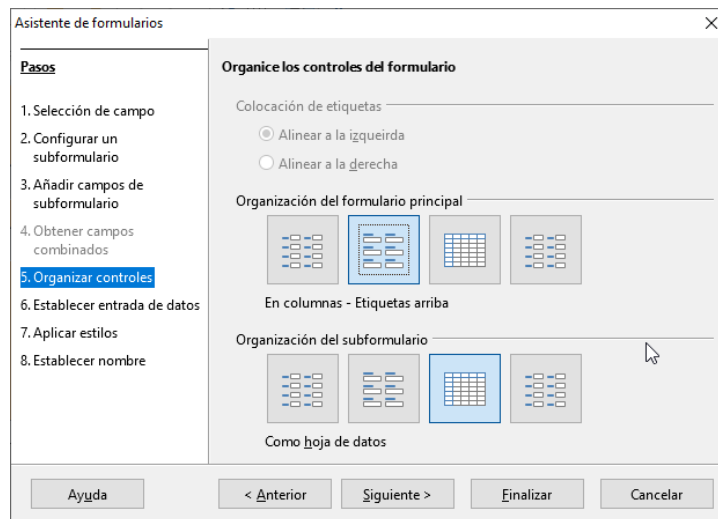 Asistente de formularios
Pasos
1. Selección de campo
2. Configurar un
subformulario
3. Añadir campos de
subformulario
4. Obtener campos
combinados
5. Organizar controles
6. Establecer entrada de datos
7. Aplicar estilos
8. Establecer nombre
Organice los controles del formulario
Colocación de etiquetas
Alinear a la izqueirda
Alinear a la derecha
Organización del formulario principal
En columnas - Etiquetas arriba
Organización del subformulario
Como hoja de datos
Ayuda
< Anterior
Siguiente >
Finalizar
Cancelar